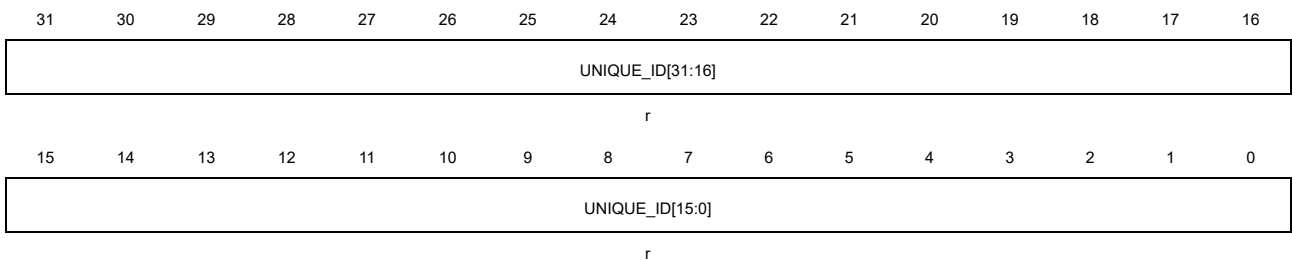 31 30 29 28 27 26 25 24 23 22 21 20 19 18 17 16
UNIQUE_ID[31:16]
r
15 14 13 12 11 10 9 8 7 6 5 4 3 2 1 0
UNIQUE_ID[15:0]
r